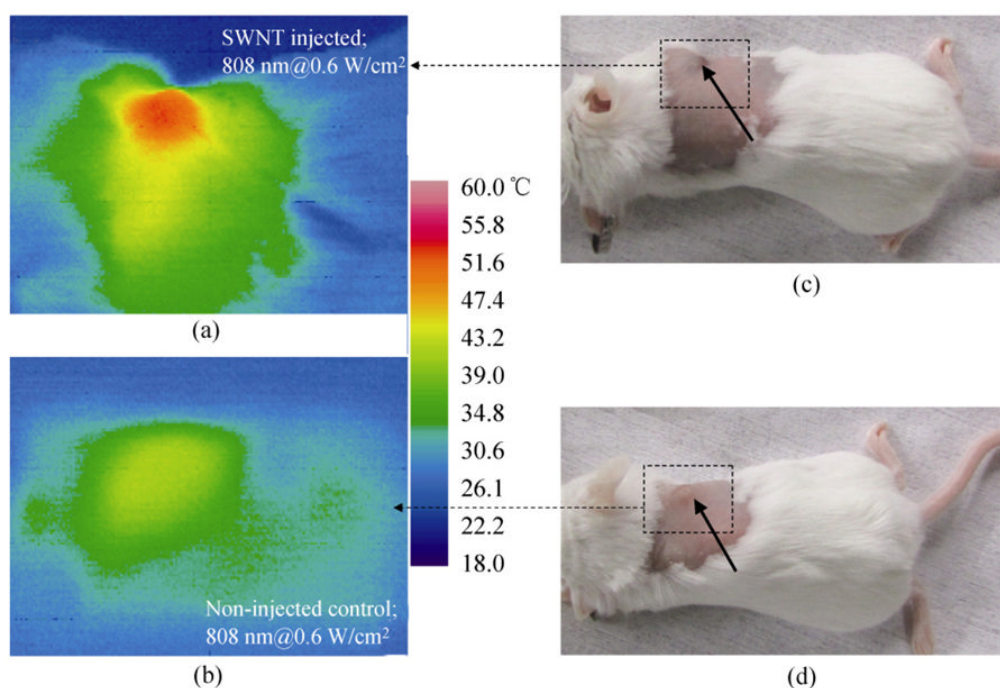 SWNT injected;
808 nm@0.6 W/cm²
(a)
60.0 ℃
55.8
51.6
47.4
43.2
39.0
34.8
30.6
26.1
22.2
18.0
Non-injected control;
808 nm@0.6 W/cm²
(b)
(c)
(d)